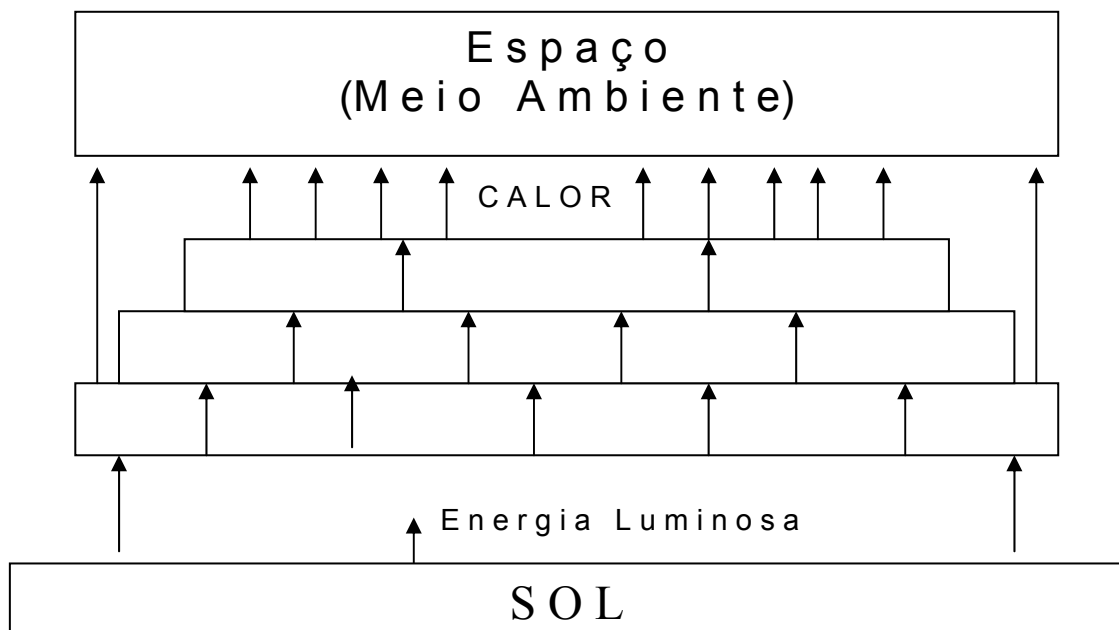 Espaço
(Meio Ambiente)
CALOR
Energia Luminosa
SOL